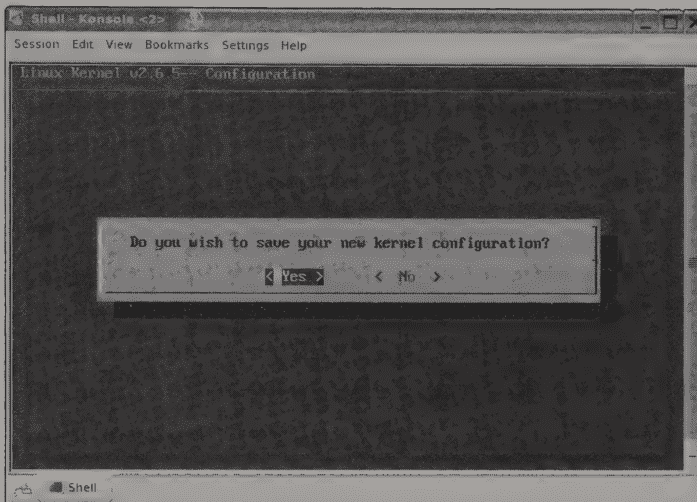 Shell - Konsole <2>
Session Edit View Bookmarks Settings Help
Linux Kernel v2.6.5-- Configuration
Do you wish to save your new kernel configuration?
< Yes > < No >
Shell